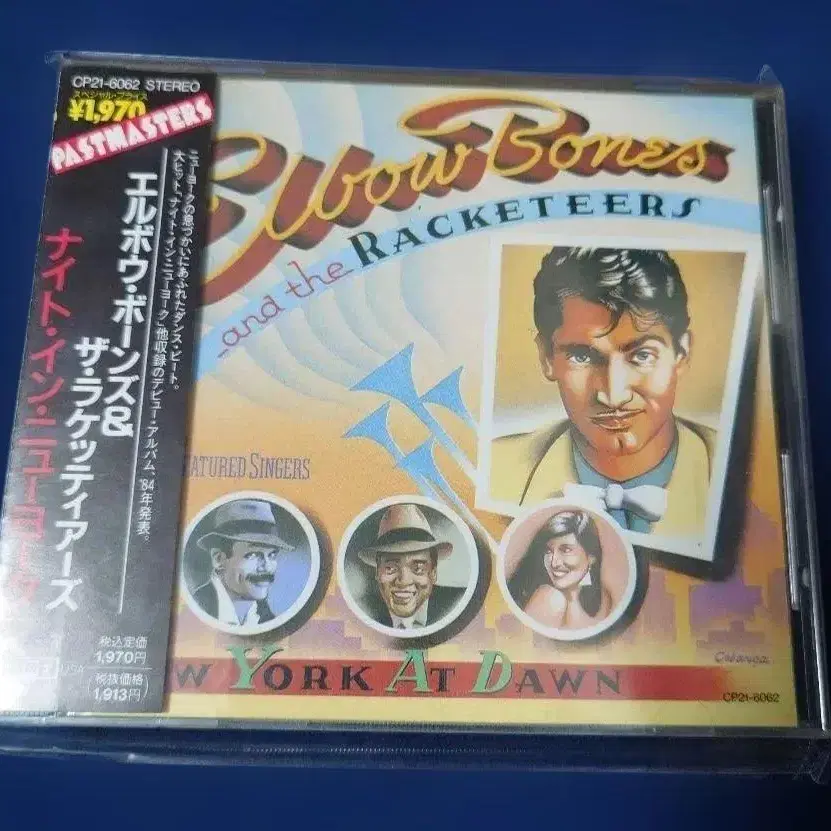 CP21-6062 STEREO
スペシャル・プライス
¥1,970
PASTMASTERS
ニューヨークの息づかいにあふれたダンス・ビート。
大ヒット「ナイト・イン・ニューヨーク」他収録のデビュー・アルバム、'84年発表。
エルボウ・ボーンズ&
ザ・ラケッティアーズ
ナイト・イン・ニューヨーク
税込定価
1,970円
税抜価格
1,913円
USA
Elbow Bones
and the RACKETEERS
EATURED SINGERS
W YORK AT DAWN
CP21-6062